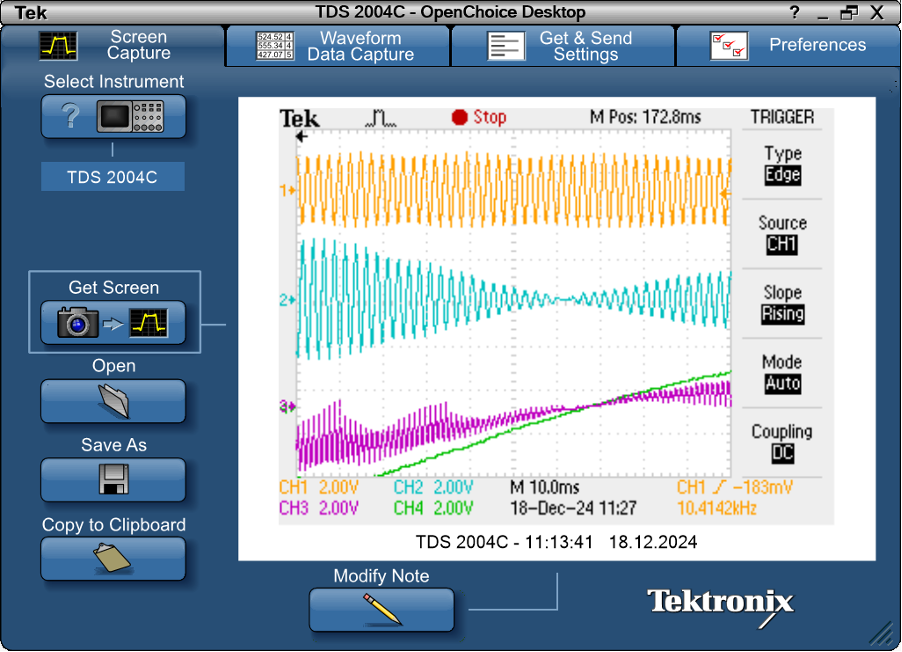 Tek
TDS 2004C - OpenChoice Desktop
? _ X
Screen
Capture
524.52 4
555.34 4
427.07 5
Waveform
Data Capture
Get & Send
Settings
Preferences
Select Instrument
?
TDS 2004C
Get Screen
Open
Save As
Copy to Clipboard
Tek
Stop
M Pos: 172.8ms
TRIGGER
Type
Edge
Source
CH1
Slope
Rising
Mode
Auto
Coupling
DC
1
2
3
CH1 2.00V
CH2 2.00V
M 10.0ms
CH1 -183mV
CH3 2.00V
CH4 2.00V
18-Dec-24 11:27
10.4142kHz
TDS 2004C - 11:13:41 18.12.2024
Modify Note
Tektronix